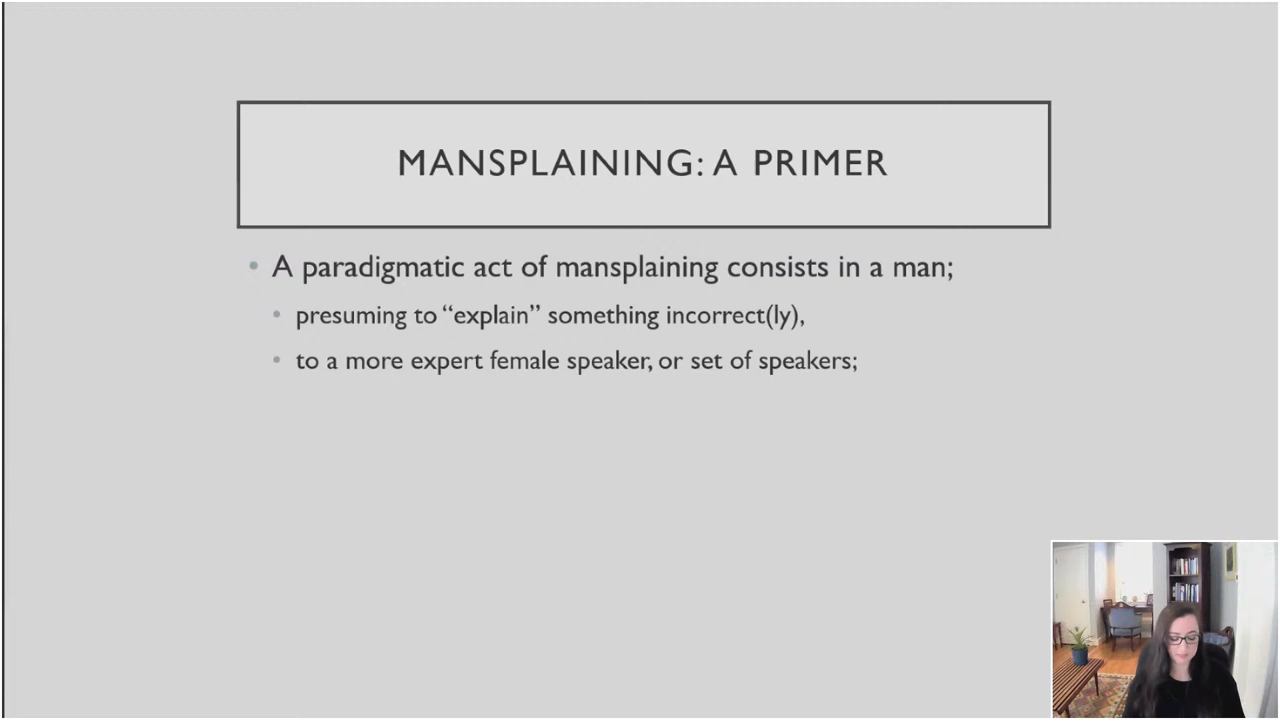 MANSPLAINING: A PRIMER
• A paradigmatic act of mansplaining consists in a man;
• presuming to “explain” something incorrect(ly),
• to a more expert female speaker, or set of speakers;